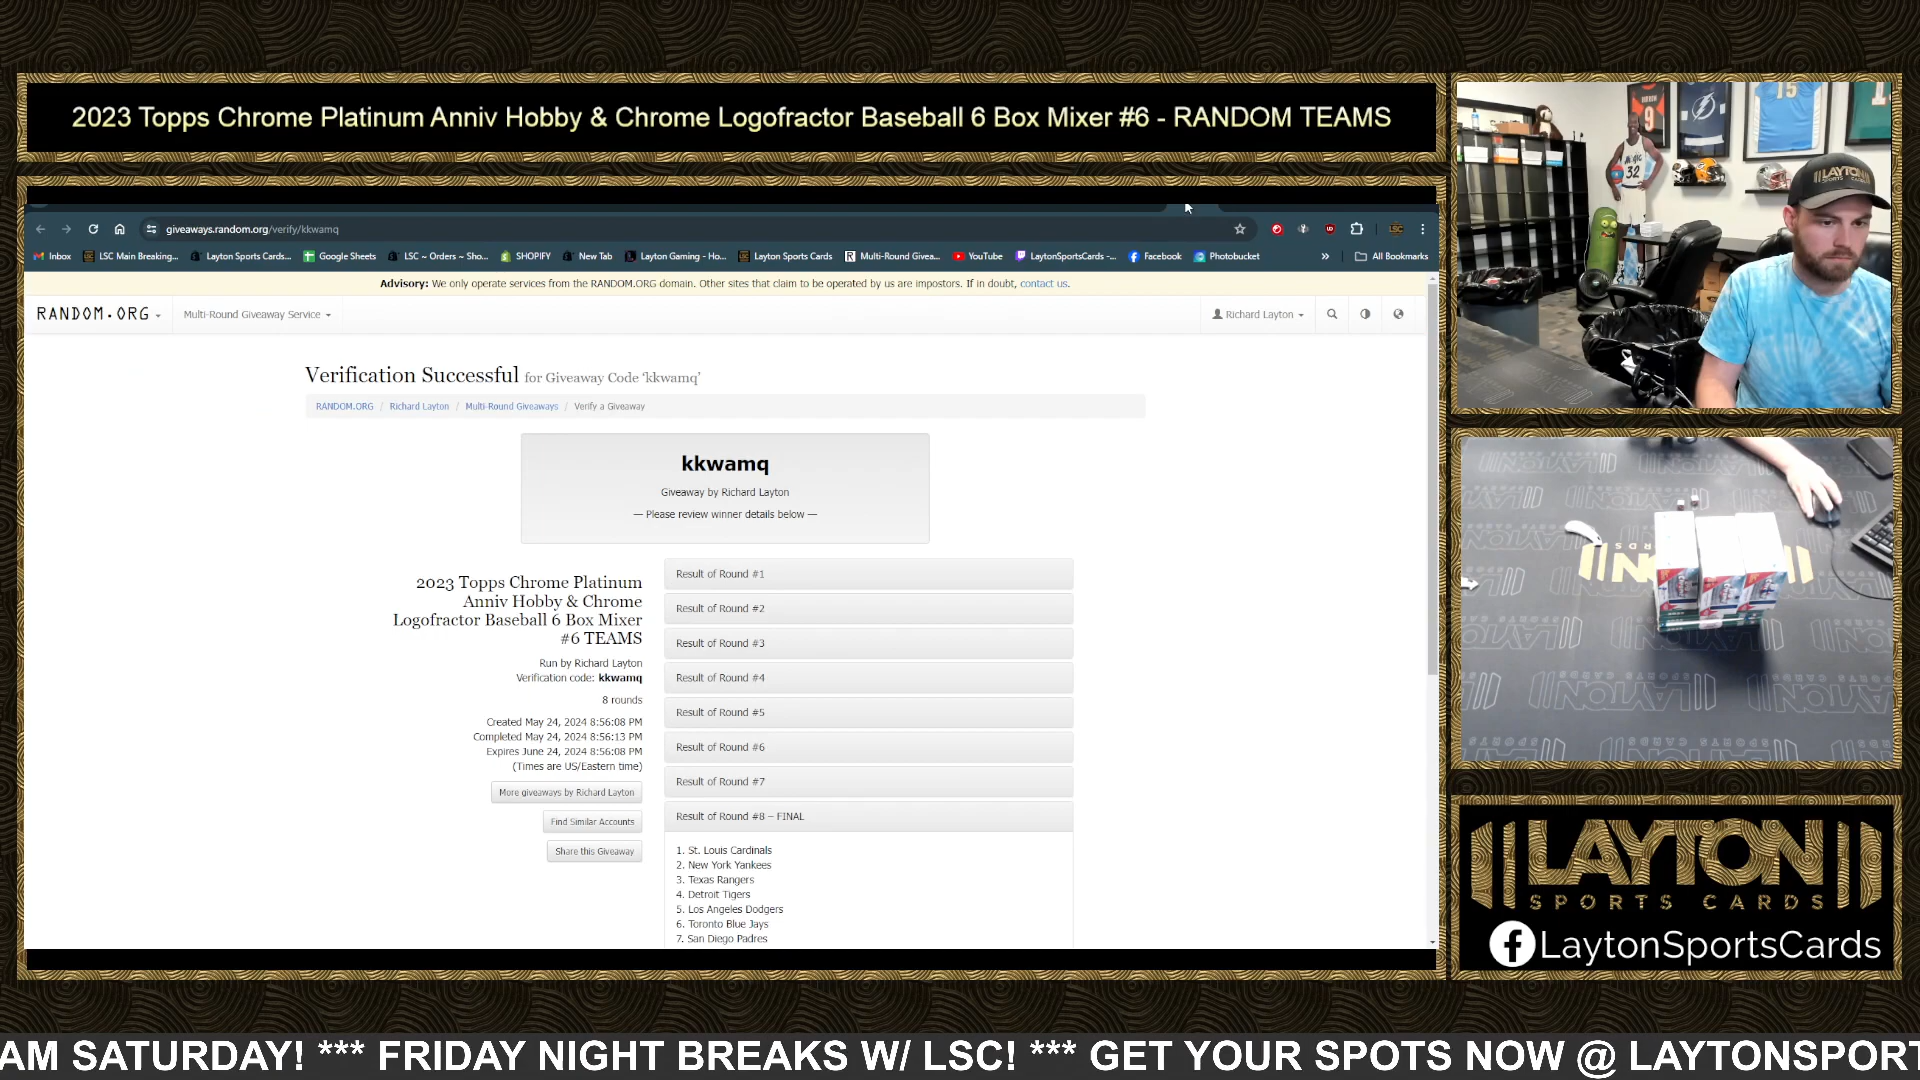 2023 Topps Chrome Platinum Anniv Hobby & Chrome Logofractor Baseball 6 Box Mixer #6 - RANDOM TEAMS
giveaways.random.org/verify/kkwamq
Inbox LSC Main Breaking... Layton Sports Cards... Google Sheets LSC ~ Orders ~ Sho... SHOPIFY New Tab Layton Gaming - Ho... Layton Sports Cards Multi-Round Givea... YouTube LaytonSportsCards -... Facebook Photobucket » All Bookmarks
Advisory: We only operate services from the RANDOM.ORG domain. Other sites that claim to be operated by us are impostors. If in doubt, contact us.
RANDOM.ORG Multi-Round Giveaway Service Richard Layton
Verification Successful for Giveaway Code ‘kkwamq’
RANDOM.ORG / Richard Layton / Multi-Round Giveaways / Verify a Giveaway
kkwamq
Giveaway by Richard Layton
— Please review winner details below —
2023 Topps Chrome Platinum
Anniv Hobby & Chrome
Logofractor Baseball 6 Box Mixer
#6 TEAMS
Run by Richard Layton
Verification code: kkwamq
8 rounds
Created May 24, 2024 8:56:08 PM
Completed May 24, 2024 8:56:13 PM
Expires June 24, 2024 8:56:08 PM
(Times are US/Eastern time)
More giveaways by Richard Layton
Find Similar Accounts
Share this Giveaway
Result of Round #1
Result of Round #2
Result of Round #3
Result of Round #4
Result of Round #5
Result of Round #6
Result of Round #7
Result of Round #8 – FINAL
1. St. Louis Cardinals
2. New York Yankees
3. Texas Rangers
4. Detroit Tigers
5. Los Angeles Dodgers
6. Toronto Blue Jays
7. San Diego Padres
9
15
Magic
32
LAYTON
SPORTS CARDS
LAYTON
SPORTS CARDS
LaytonSportsCards
AM SATURDAY! *** FRIDAY NIGHT BREAKS W/ LSC! *** GET YOUR SPOTS NOW @ LAYTONSPORT